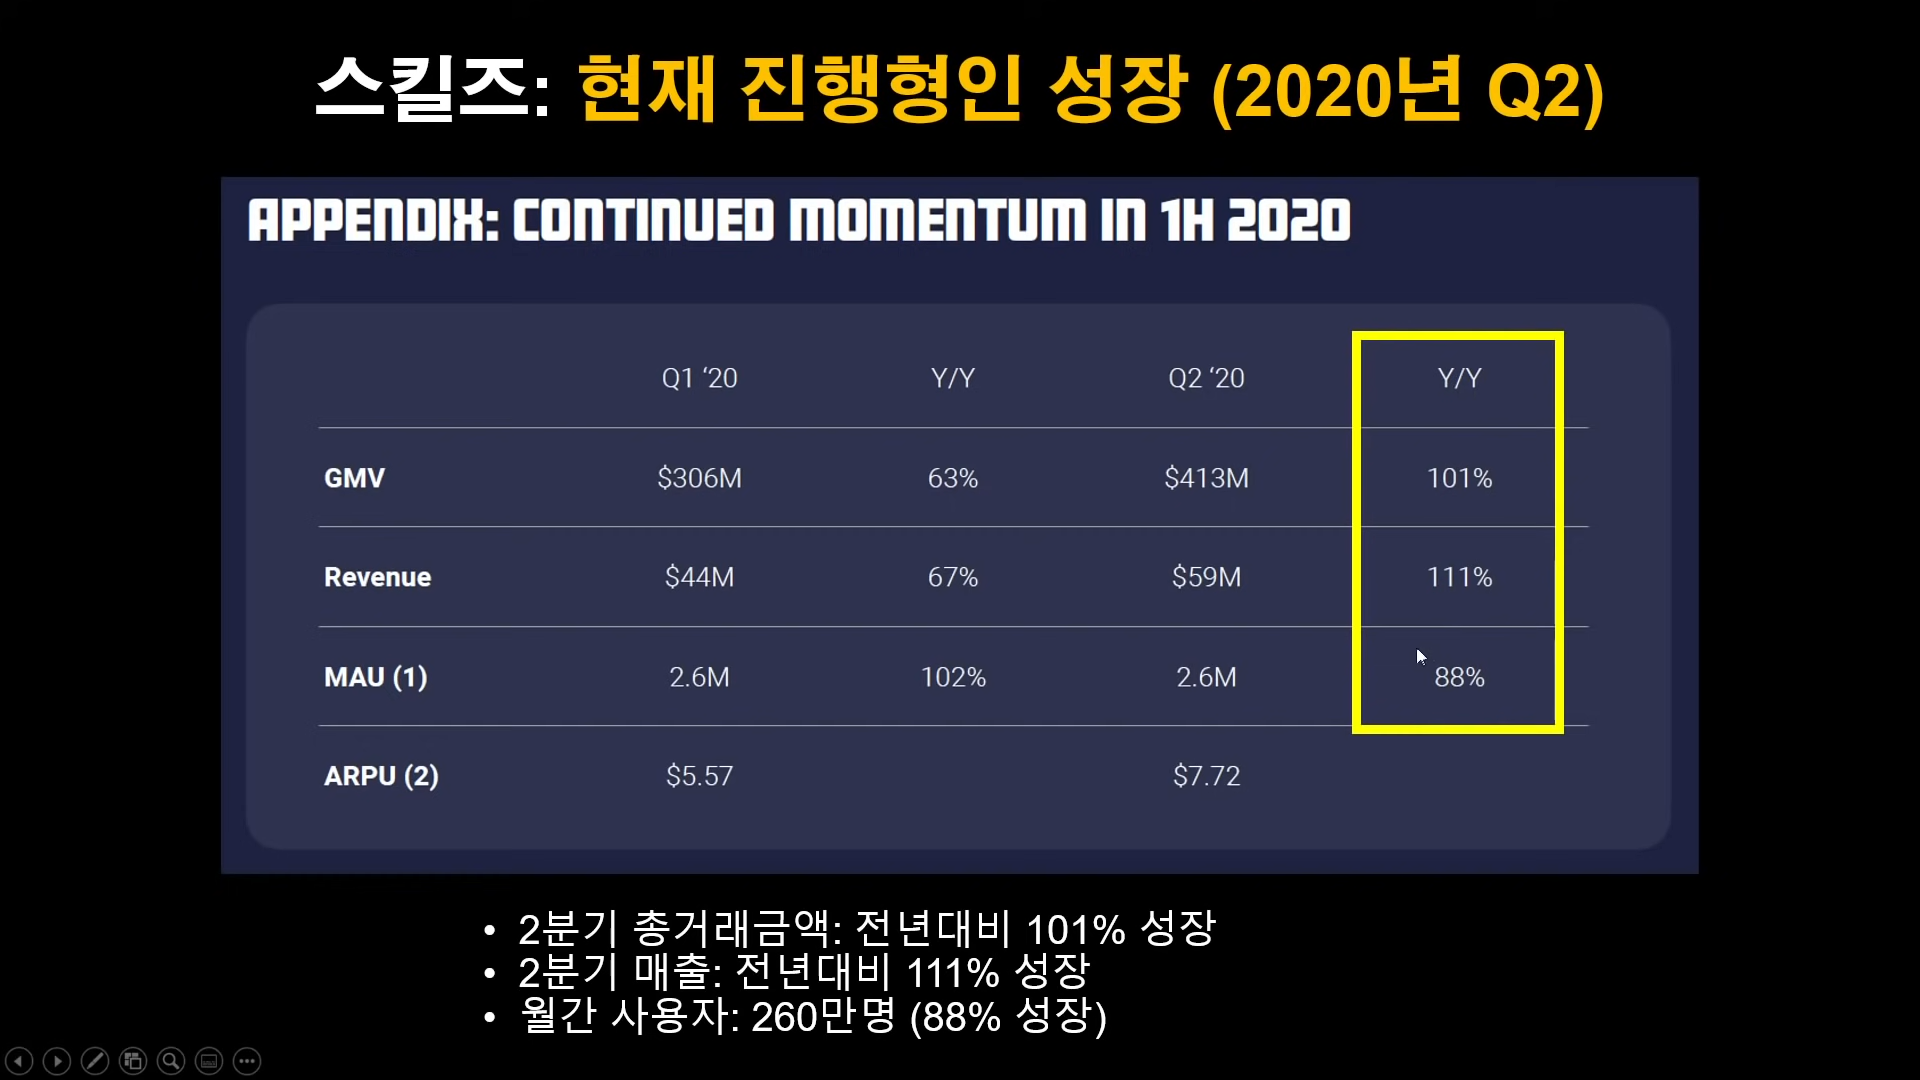 스킬즈: 현재 진행형인 성장 (2020년 Q2)
APPENDIX: CONTINUED MOMENTUM IN 1H 2020
Q1 ‘20 Y/Y Q2 ‘20 Y/Y
GMV $306M 63% $413M 101%
Revenue $44M 67% $59M 111%
MAU (1) 2.6M 102% 2.6M 88%
ARPU (2) $5.57 $7.72
• 2분기 총거래금액: 전년대비 101% 성장
• 2분기 매출: 전년대비 111% 성장
• 월간 사용자: 260만명 (88% 성장)